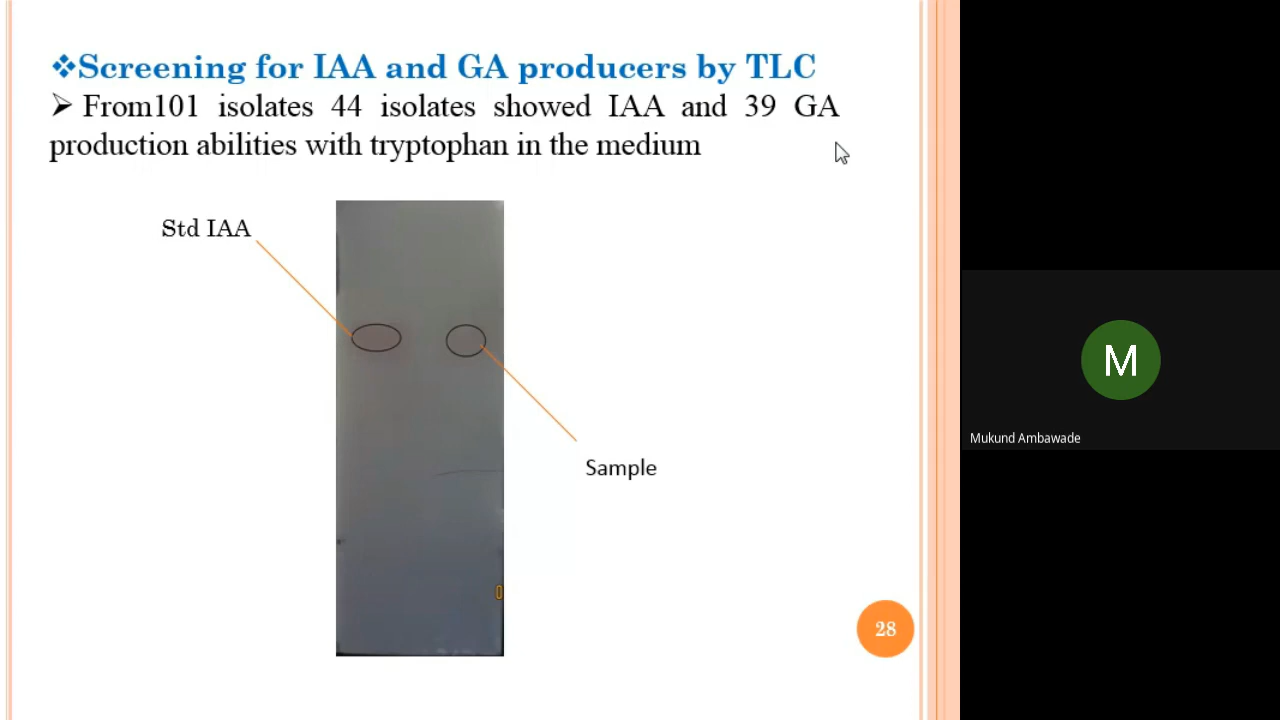 ❖Screening for IAA and GA producers by TLC
➢ From101 isolates 44 isolates showed IAA and 39 GA
production abilities with tryptophan in the medium
Std IAA
Sample
28
M
Mukund Ambawade